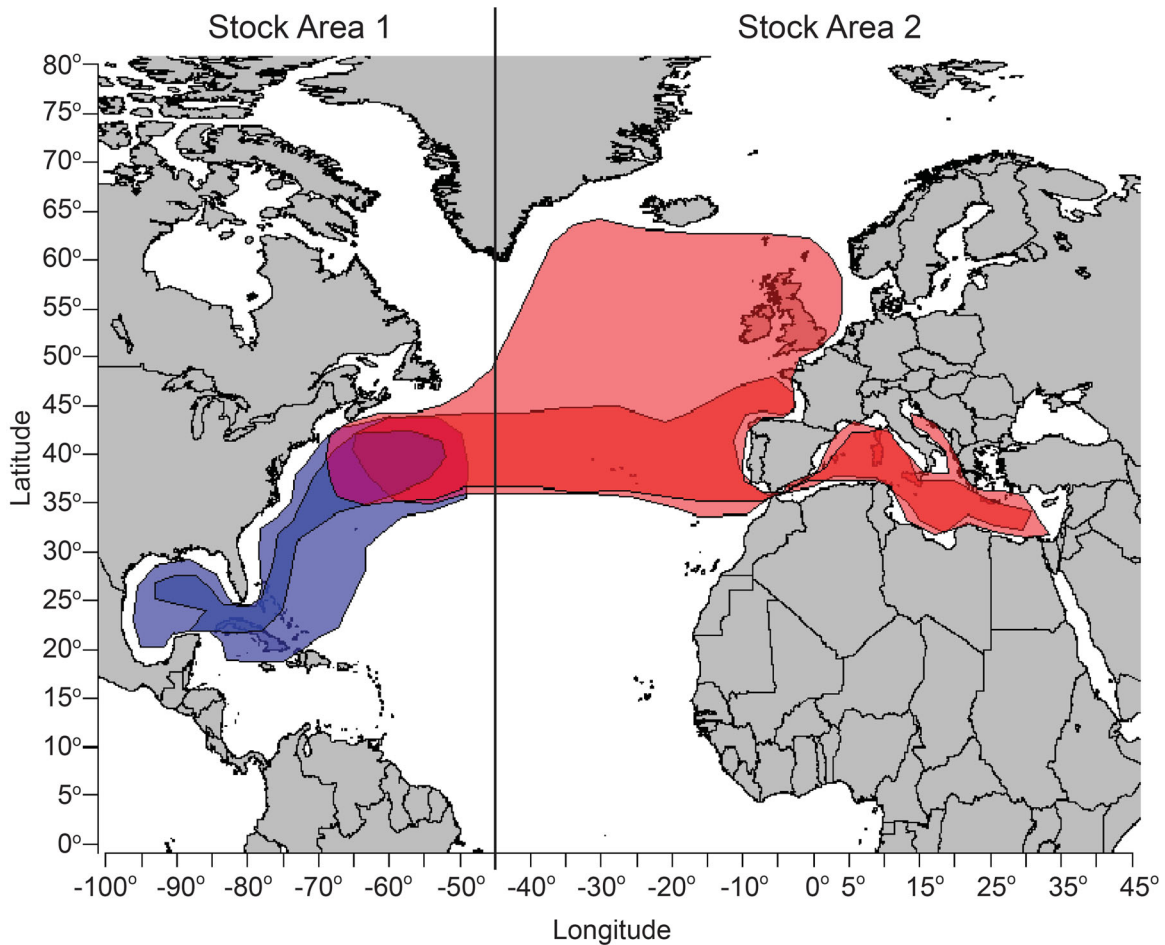 Stock Area 1 Stock Area 2
80º
75º
70º
65º
60º
55º
50º
45º
40º
35º
30º
25º
20º
15º
10º
5º
0º
Latitude
-100º -90º -80º -70º -60º -50º -40º -30º -20º -10º 0º 5º 15º 25º 35º 45º
Longitude